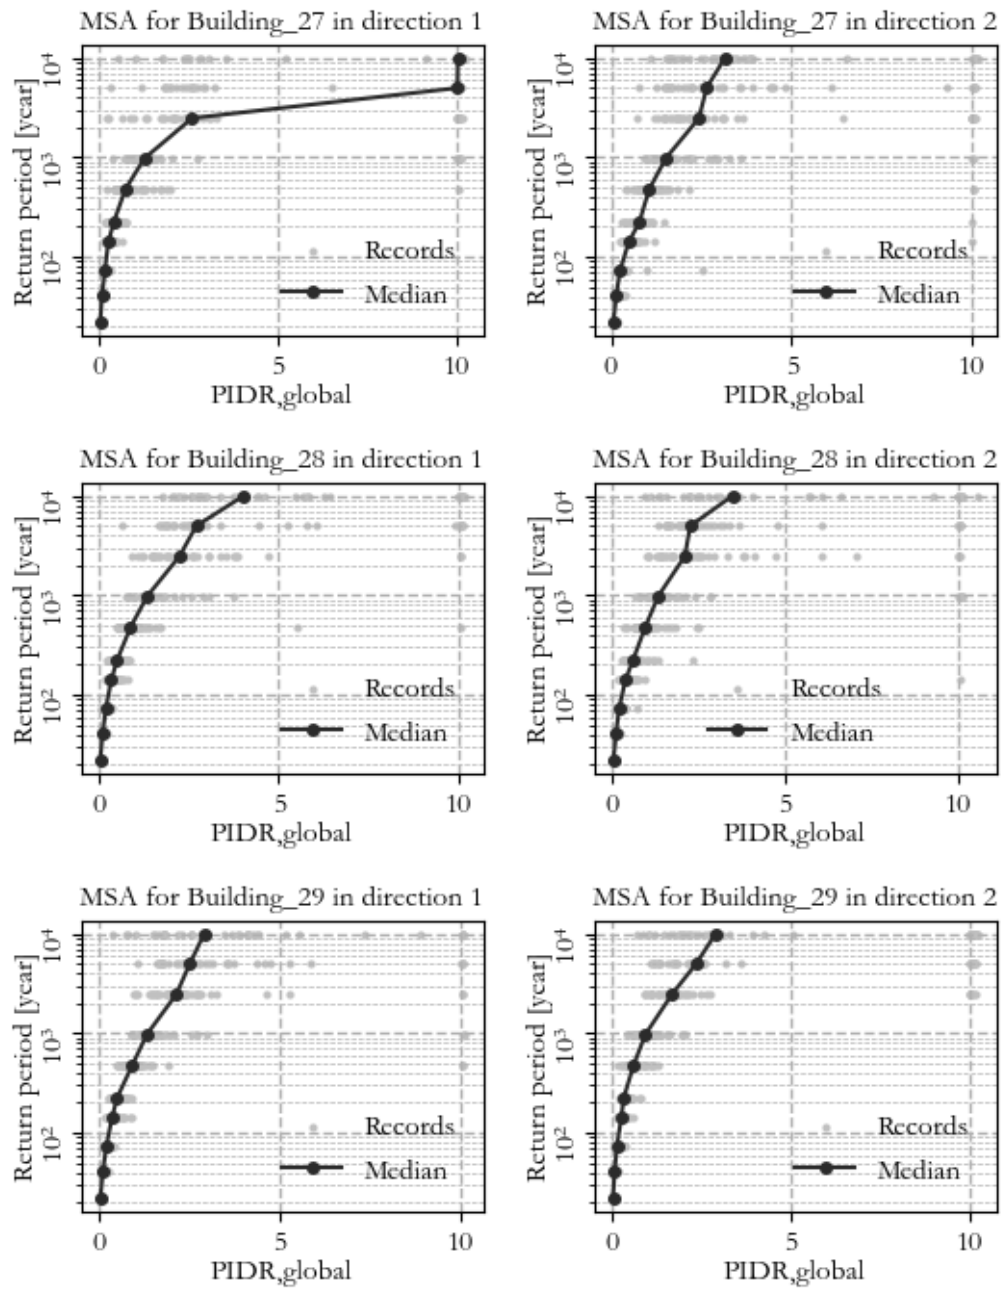 MSA for Building_27 in direction 1
Return period [year]
10⁴
10³
10²
Records
Median
0 5 10
PIDR,global
MSA for Building_27 in direction 2
Return period [year]
10⁴
10³
10²
Records
Median
0 5 10
PIDR,global
MSA for Building_28 in direction 1
Return period [year]
10⁴
10³
10²
Records
Median
0 5 10
PIDR,global
MSA for Building_28 in direction 2
Return period [year]
10⁴
10³
10²
Records
Median
0 5 10
PIDR,global
MSA for Building_29 in direction 1
Return period [year]
10⁴
10³
10²
Records
Median
0 5 10
PIDR,global
MSA for Building_29 in direction 2
Return period [year]
10⁴
10³
10²
Records
Median
0 5 10
PIDR,global